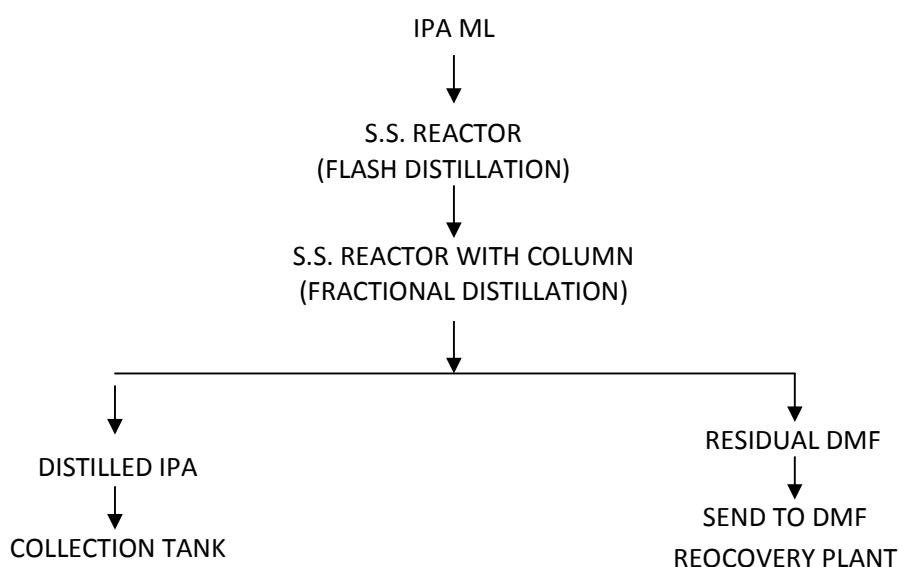 IPA ML
S.S. REACTOR
(FLASH DISTILLATION)
S.S. REACTOR WITH COLUMN
(FRACTIONAL DISTILLATION)
DISTILLED IPA
COLLECTION TANK
RESIDUAL DMF
SEND TO DMF
REOCOVERY PLANT